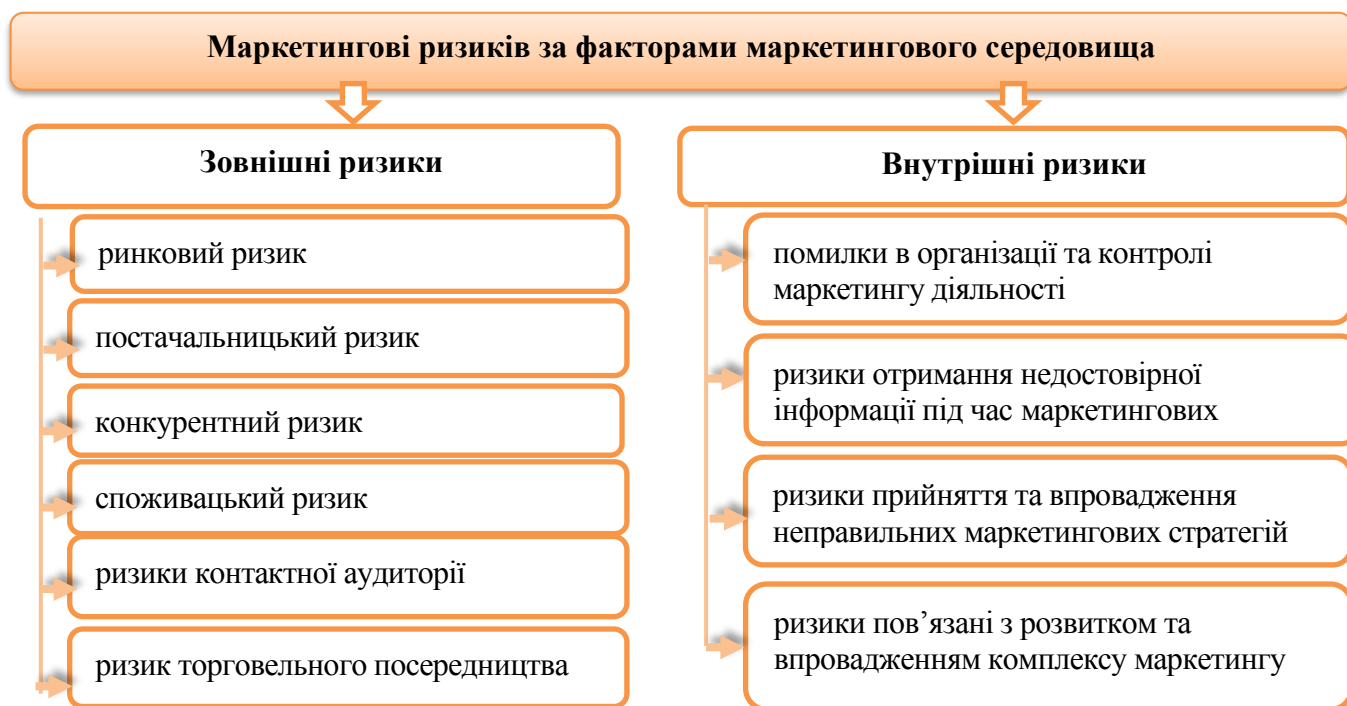 Маркетингові ризиків за факторами маркетингового середовища
Зовнішні ризики
ринковий ризик
постачальницький ризик
конкурентний ризик
споживацький ризик
ризики контактної аудиторії
ризик торговельного посередництва
Внутрішні ризики
помилки в організації та контролі
маркетингу діяльності
ризики отримання недостовірної
інформації під час маркетингових
ризики прийняття та впровадження
неправильних маркетингових стратегій
ризики пов’язані з розвитком та
впровадженням комплексу маркетингу